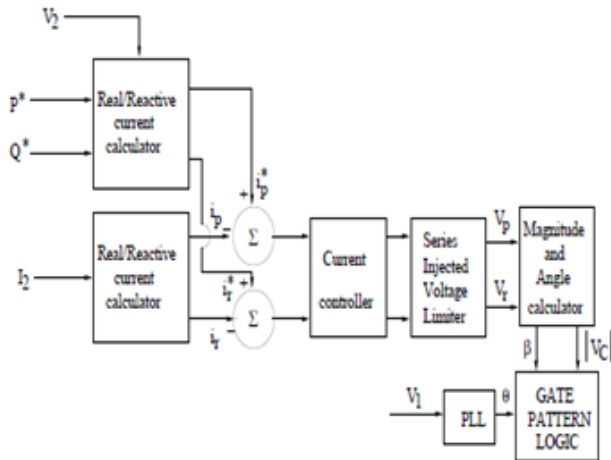 V2
P*
Q*
Real/Reactive
current
calculator
ip*
+
ip
−
Σ
I2
Real/Reactive
current
calculator
ir*
+
ir
−
Σ
Current
controller
Series
Injected
Voltage
Limiter
Vp
Vr
Magnitude
and
Angle
calculator
β
|VC|
V1
PLL
θ
GATE
PATTERN
LOGIC